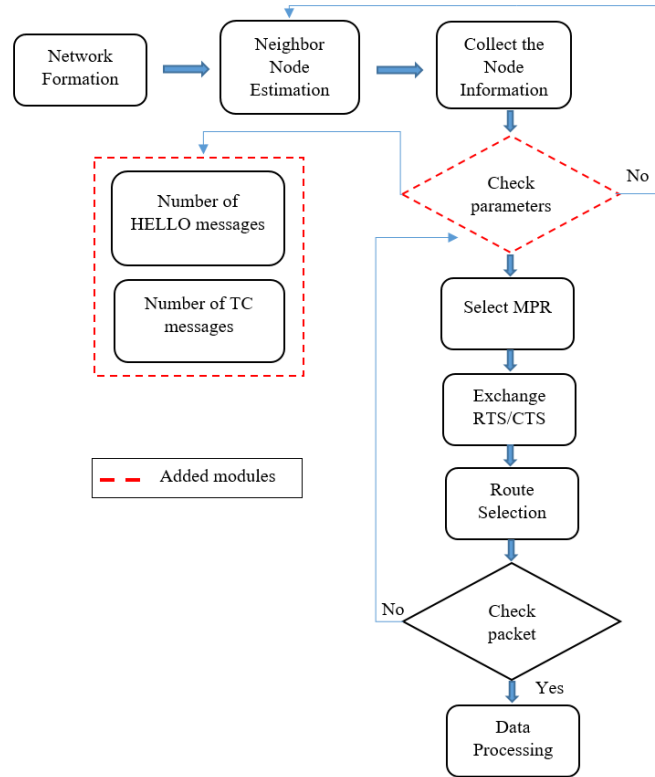 Network
Formation
Neighbor
Node
Estimation
Collect the
Node
Information
Check
parameters
No
Number of
HELLO messages
Number of TC
messages
Select MPR
Exchange
RTS/CTS
Added modules
Route
Selection
No
Check
packet
Yes
Data
Processing